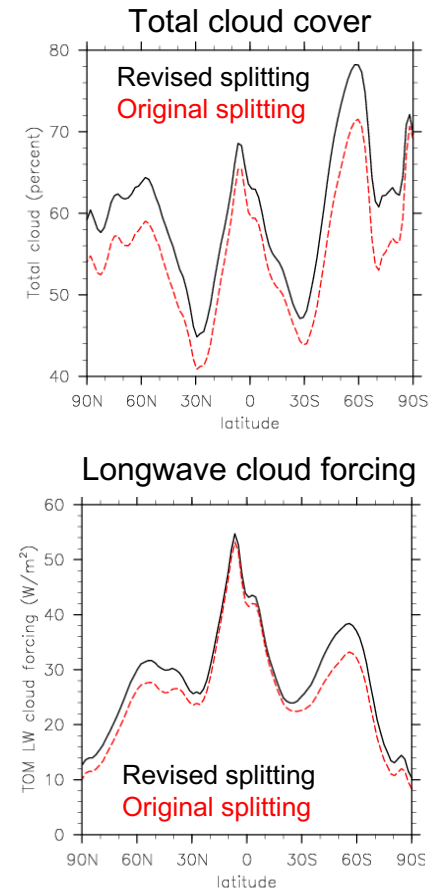 Total cloud cover
80
Revised splitting
Original splitting
70
60
50
40
Total cloud (percent)
90N 60N 30N 0 30S 60S 90S
latitude
Longwave cloud forcing
60
50
40
30
20
10
0
TOM LW cloud forcing (W/m²)
Revised splitting
Original splitting
90N 60N 30N 0 30S 60S 90S
latitude